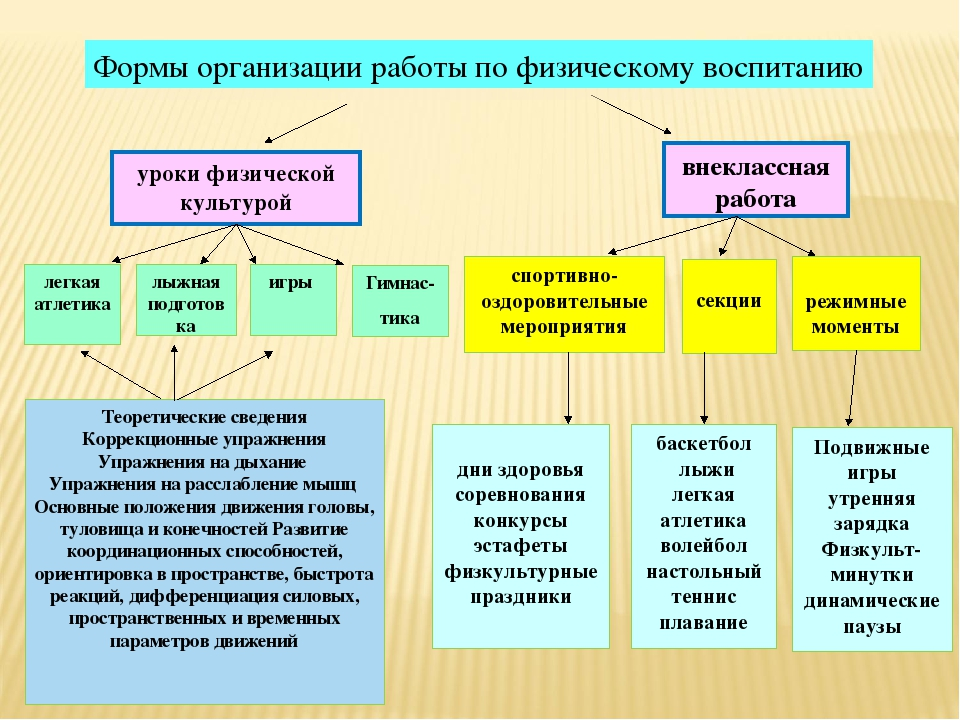 Формы организации работы по физическому воспитанию
уроки физической
культурой
внеклассная
работа
легкая
атлетика
лыжная
подготов
ка
игры
Гимнас-
тика
спортивно-
оздоровительные
мероприятия
секции
режимные
моменты
Теоретические сведения
Коррекционные упражнения
Упражнения на дыхание
Упражнения на расслабление мышц
Основные положения движения головы,
туловища и конечностей Развитие
координационных способностей,
ориентировка в пространстве, быстрота
реакций, дифференциация силовых,
пространственных и временных
параметров движений
дни здоровья
соревнования
конкурсы
эстафеты
физкультурные
праздники
баскетбол
лыжи
легкая
атлетика
волейбол
настольный
теннис
плавание
Подвижные
игры
утренняя
зарядка
Физкульт-
минутки
динамические
паузы